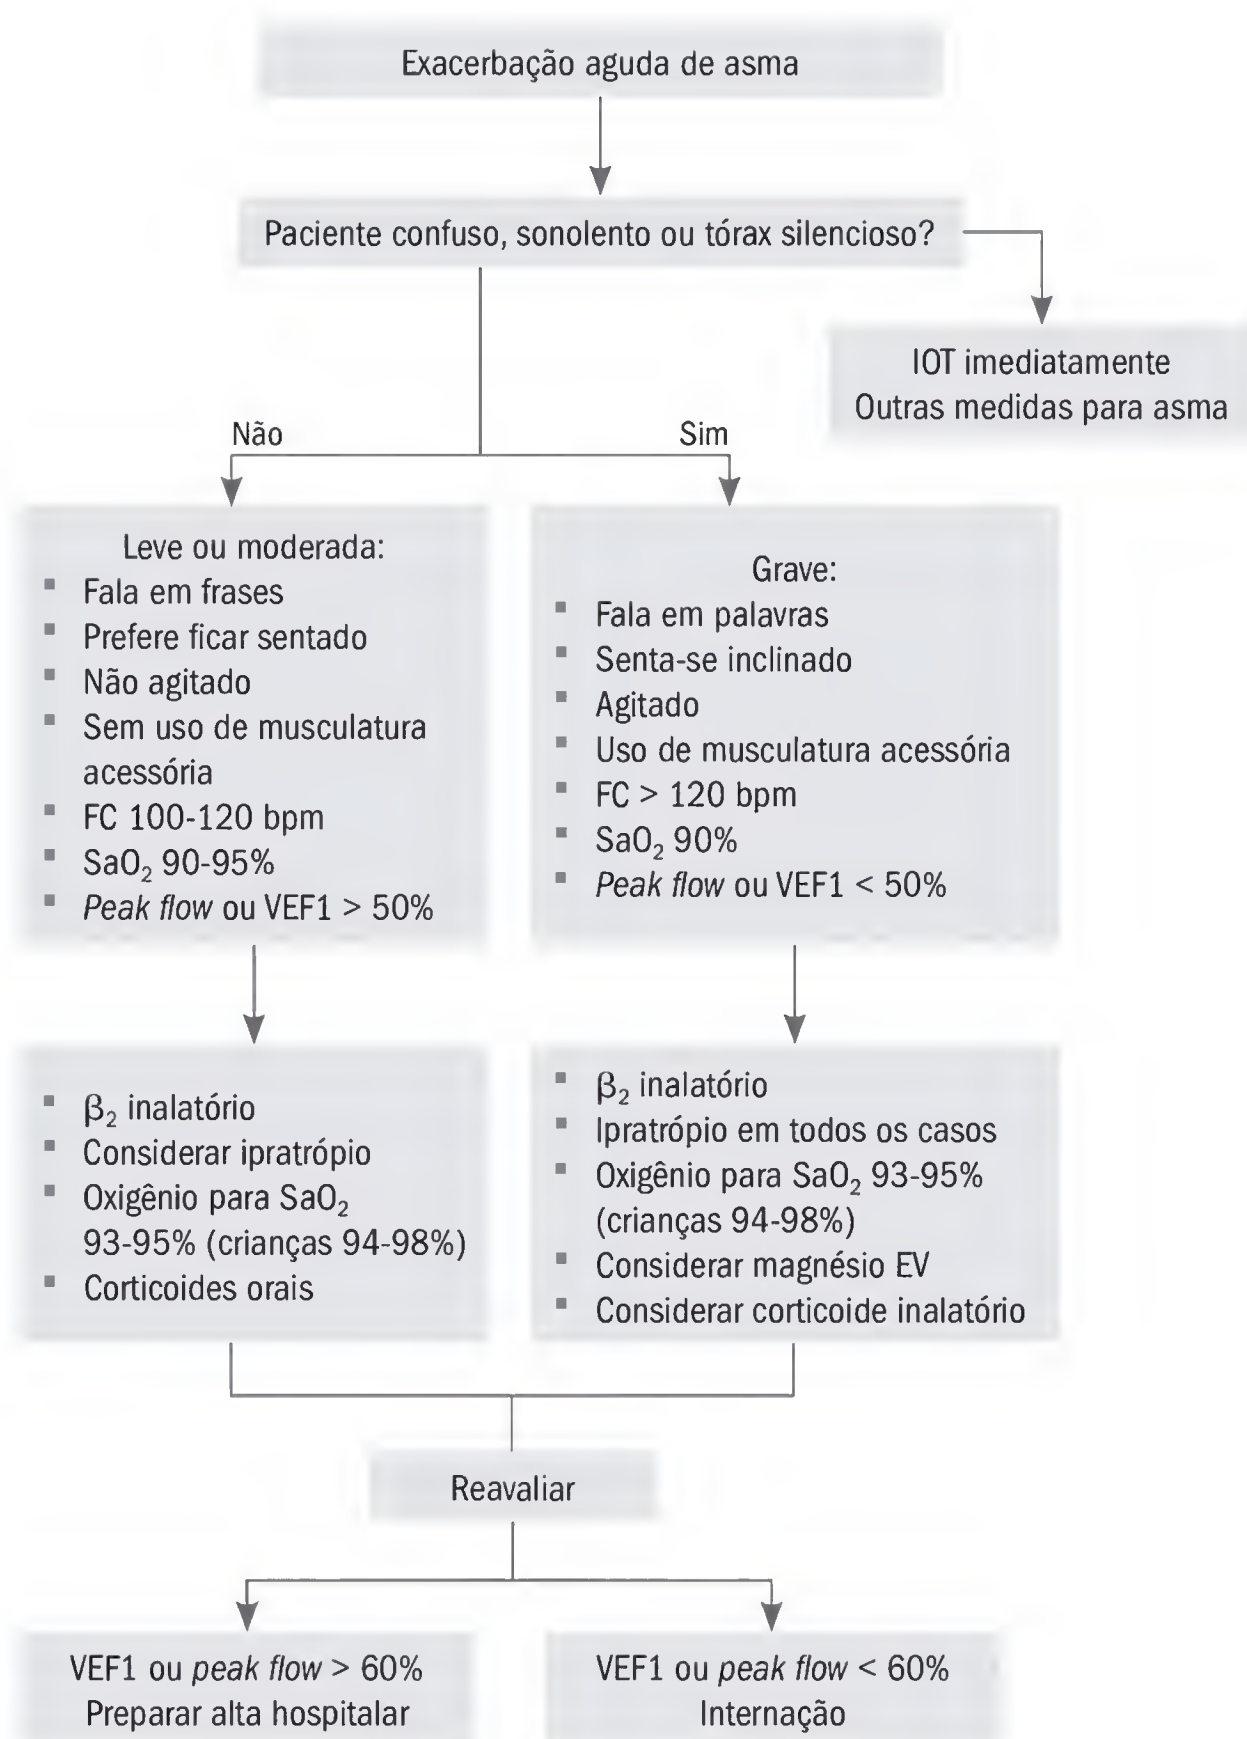 Exacerbação aguda de asma
Paciente confuso, sonolento ou tórax silencioso?
IOT imediatamente
Outras medidas para asma
Não
Sim
Leve ou moderada:
▪ Fala em frases
▪ Prefere ficar sentado
▪ Não agitado
▪ Sem uso de musculatura
acessória
▪ FC 100-120 bpm
▪ SaO₂ 90-95%
▪ Peak flow ou VEF1 > 50%
Grave:
▪ Fala em palavras
▪ Senta-se inclinado
▪ Agitado
▪ Uso de musculatura acessória
▪ FC > 120 bpm
▪ SaO₂ 90%
▪ Peak flow ou VEF1 < 50%
▪ β₂ inalatório
▪ Considerar ipratrópio
▪ Oxigênio para SaO₂
93-95% (crianças 94-98%)
▪ Corticoides orais
▪ β₂ inalatório
▪ Ipratrópio em todos os casos
▪ Oxigênio para SaO₂ 93-95%
(crianças 94-98%)
▪ Considerar magnésio EV
▪ Considerar corticoide inalatório
Reavaliar
VEF1 ou peak flow > 60%
Preparar alta hospitalar
VEF1 ou peak flow < 60%
Internação